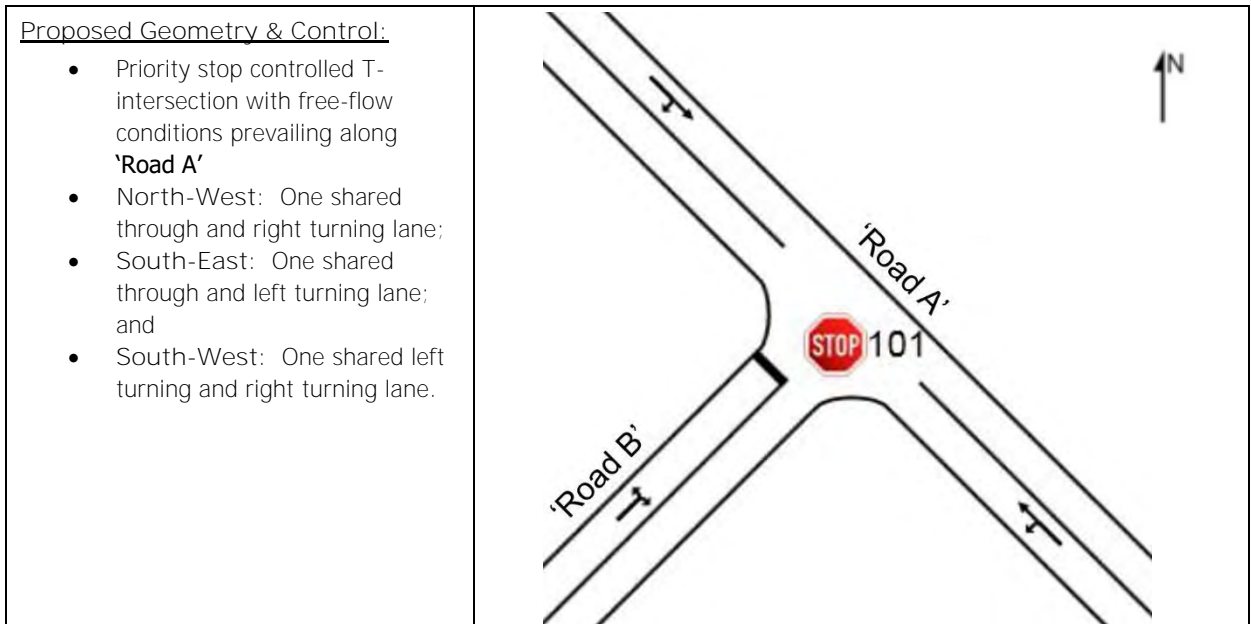 Proposed Geometry & Control:
• Priority stop controlled T-
intersection with free-flow
conditions prevailing along
‘Road A’
• North-West: One shared
through and right turning lane;
• South-East: One shared
through and left turning lane;
and
• South-West: One shared left
turning and right turning lane.
N
‘Road A’
STOP 101
‘Road B’